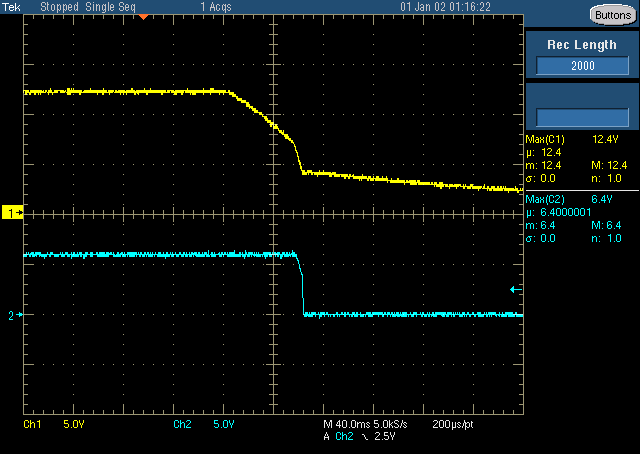 Tek Stopped Single Seq 1 Acqs 01 Jan 02 01:16:22
Buttons
Rec Length
2000
Max(C1) 12.4V
µ: 12.4
m: 12.4 M: 12.4
σ: 0.0 n: 1.0
Max(C2) 6.4V
µ: 6.4000001
m: 6.4 M: 6.4
σ: 0.0 n: 1.0
1
2
Ch1 5.0V Ch2 5.0V M 40.0ms 5.0kS/s 200µs/pt
A Ch2 2.5V